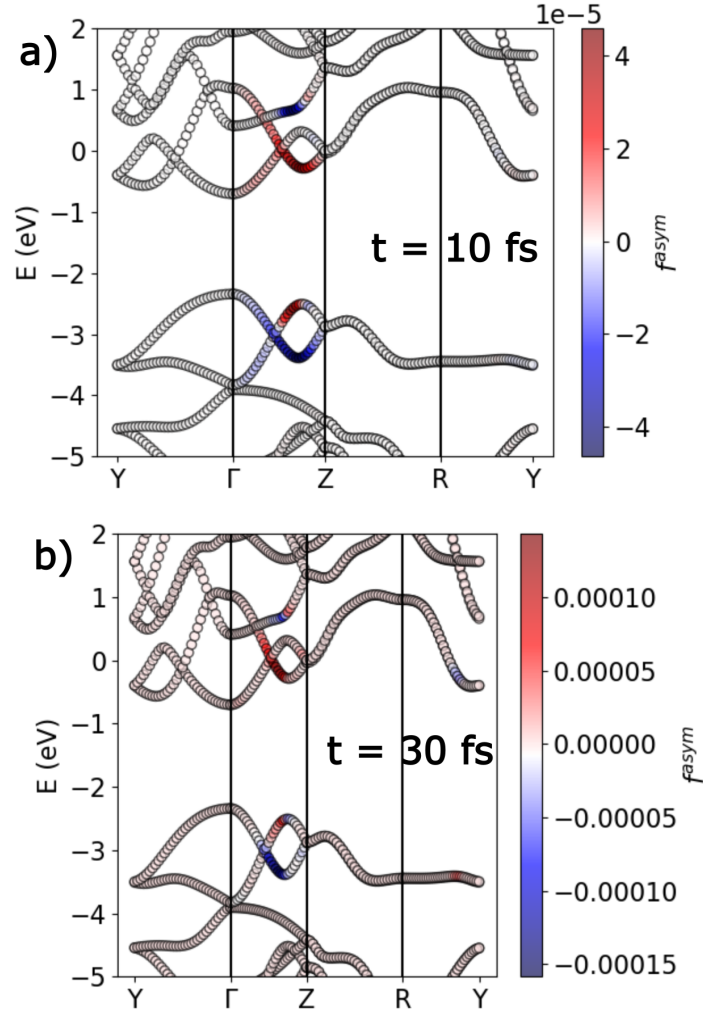 a)
1e−5
2
1
0
−1
−2
−3
−4
−5
E (eV)
t = 10 fs
Y Γ Z R Y
4
2
0
−2
−4
f^asym
b)
2
1
0
−1
−2
−3
−4
−5
E (eV)
t = 30 fs
Y Γ Z R Y
0.00010
0.00005
0.00000
−0.00005
−0.00010
−0.00015
f^asym